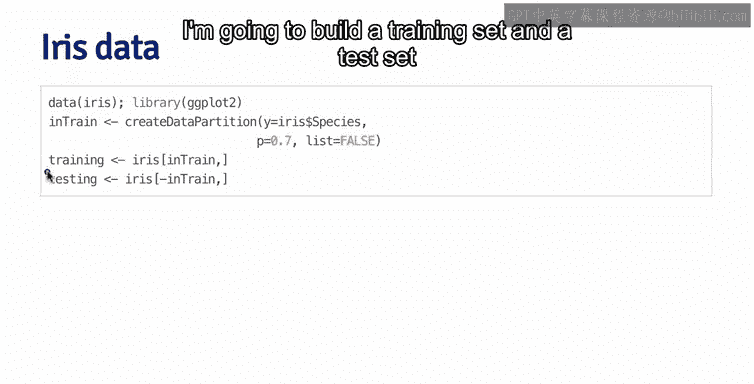 I'm going to build a training set and a
test set
Iris data
data(iris); library(ggplot2)
inTrain <- createDataPartition(y=iris$Species,
p=0.7, list=FALSE)
training <- iris[inTrain,]
testing <- iris[-inTrain,]